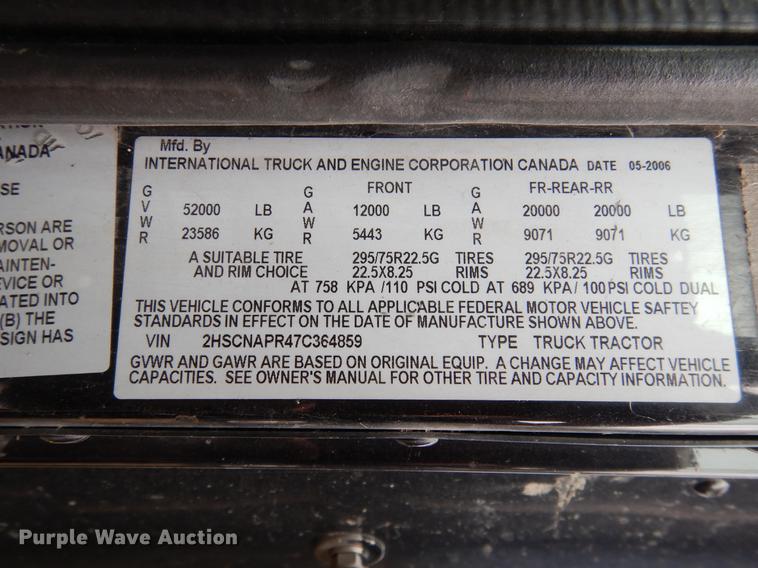 ANADA
SE
RSON ARE
MOVAL OR
AINTEN-
VICE OR
ATED INTO
(B) THE
SIGN HAS
Mfd. By
INTERNATIONAL TRUCK AND ENGINE CORPORATION CANADA DATE 05-2006
GVWR 52000 LB GAWR FRONT 12000 LB GAWR FR-REAR-RR 20000 20000 LB
23586 KG 5443 KG 9071 9071 KG
A SUITABLE TIRE 295/75R22.5G TIRES 295/75R22.5G TIRES
AND RIM CHOICE 22.5X8.25 RIMS 22.5X8.25 RIMS
AT 758 KPA /110 PSI COLD AT 689 KPA/ 100 PSI COLD DUAL
THIS VEHICLE CONFORMS TO ALL APPLICABLE FEDERAL MOTOR VEHICLE SAFTEY
STANDARDS IN EFFECT ON THE DATE OF MANUFACTURE SHOWN ABOVE.
VIN 2HSCNAPR47C364859 TYPE TRUCK TRACTOR
GVWR AND GAWR ARE BASED ON ORIGINAL EQUIP. A CHANGE MAY AFFECT VEHICLE
CAPACITIES. SEE OWNER'S MANUAL FOR OTHER TIRE AND CAPACITY INFORMATION.
Purple Wave Auction